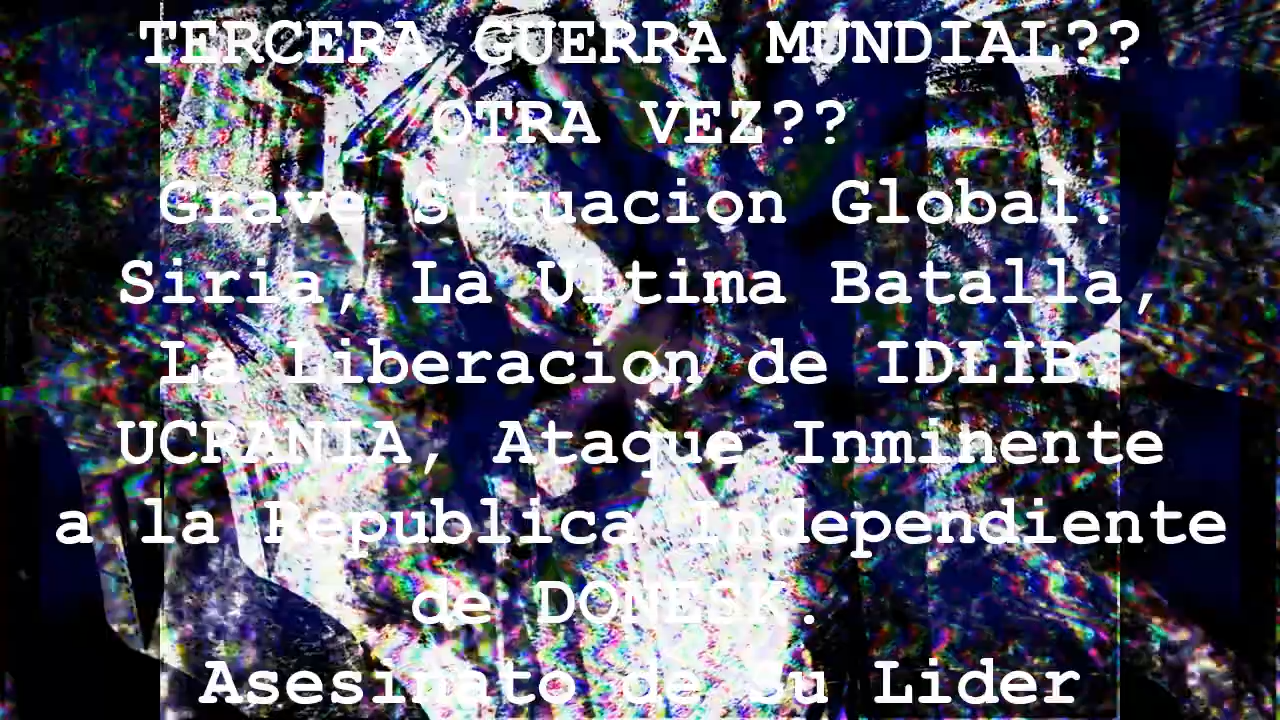 TERCERA GUERRA MUNDIAL??
OTRA VEZ??
Grave Situacion Global.
Siria, La Ultima Batalla,
La Liberacion de IDLIB.
UCRANIA, Ataque Inminente
a la Republica Independiente
de DONESK.
Asesinato de Su Lider